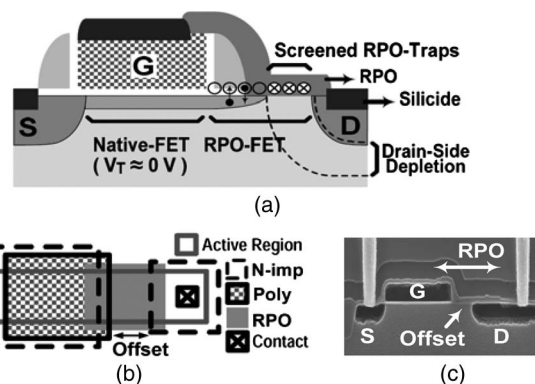 G
Screened RPO-Traps
RPO
Silicide
S
D
Native-FET
RPO-FET
(VT ≈ 0 V)
Drain-Side
Depletion
(a)
Active Region
N-imp
Poly
RPO
Contact
Offset
(b)
RPO
G
Offset
S
D
(c)